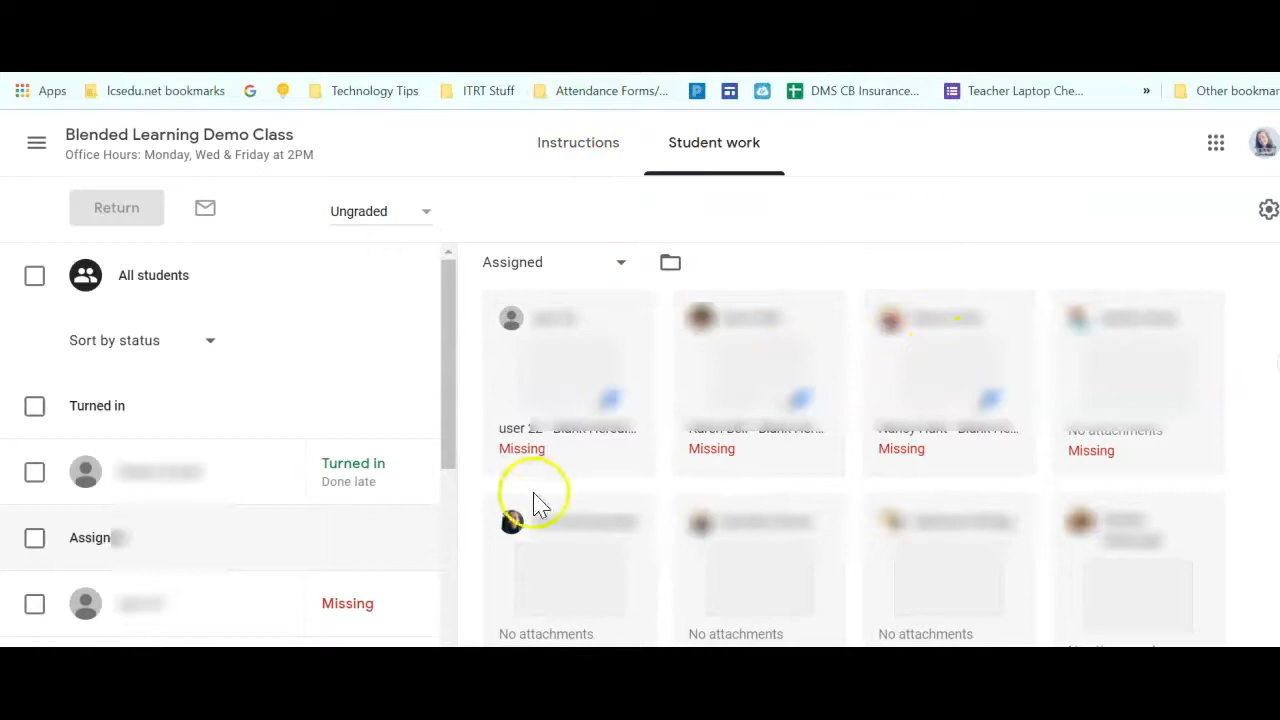 Apps
lcsedu.net bookmarks
Technology Tips
ITRT Stuff
Attendance Forms/...
DMS CB Insurance...
Teacher Laptop Che...
»
Other bookmar
Blended Learning Demo Class
Office Hours: Monday, Wed & Friday at 2PM
Instructions
Student work
Return
Ungraded
All students
Sort by status
Turned in
Turned in
Done late
Assign
Missing
Assigned
Missing
Missing
Missing
No attachments
Missing
No attachments
No attachments
No attachments